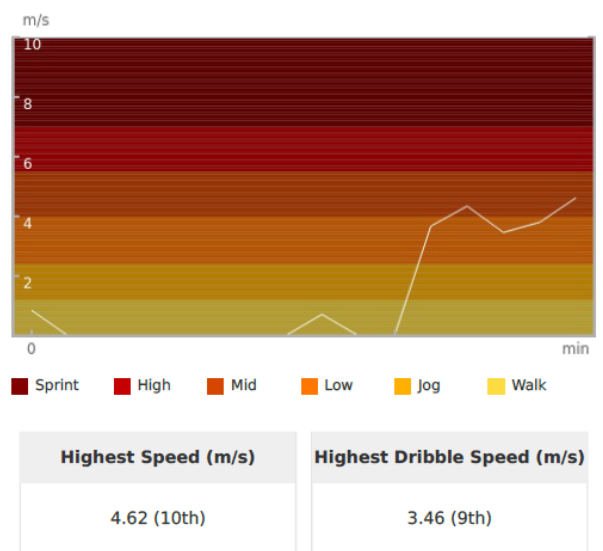 m/s
10
8
6
4
2
0 min
Sprint High Mid Low Jog Walk
Highest Speed (m/s) Highest Dribble Speed (m/s)
4.62 (10th) 3.46 (9th)